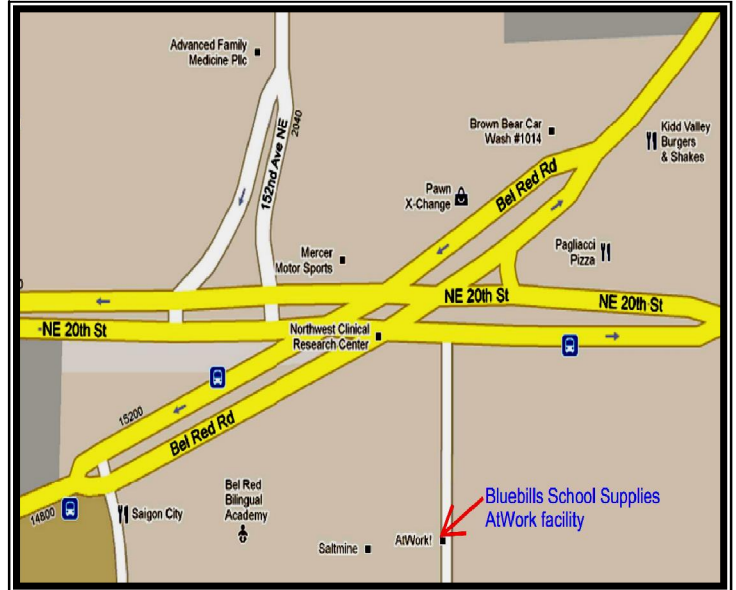 Advanced Family
Medicine Pllc
2040
152nd Ave NE
Brown Bear Car
Wash #1014
Kidd Valley
Burgers
& Shakes
Bel Red Rd
Pawn
X-Change
Pagliacci
Pizza
Mercer
Motor Sports
NE 20th St
NE 20th St
NE 20th St
Northwest Clinical
Research Center
15200
Bel Red Rd
14800
Saigon City
Bel Red
Bilingual
Academy
Saltmine
AtWork!
Bluebills School Supplies
AtWork facility